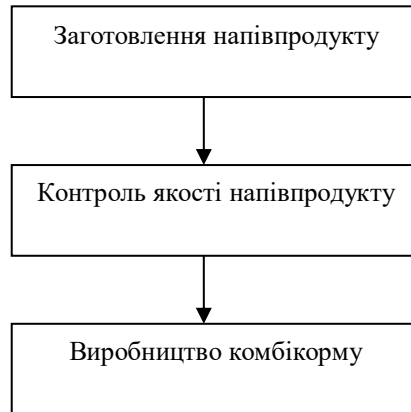 Заготовлення напівпродукту
Контроль якості напівпродукту
Виробництво комбікорму